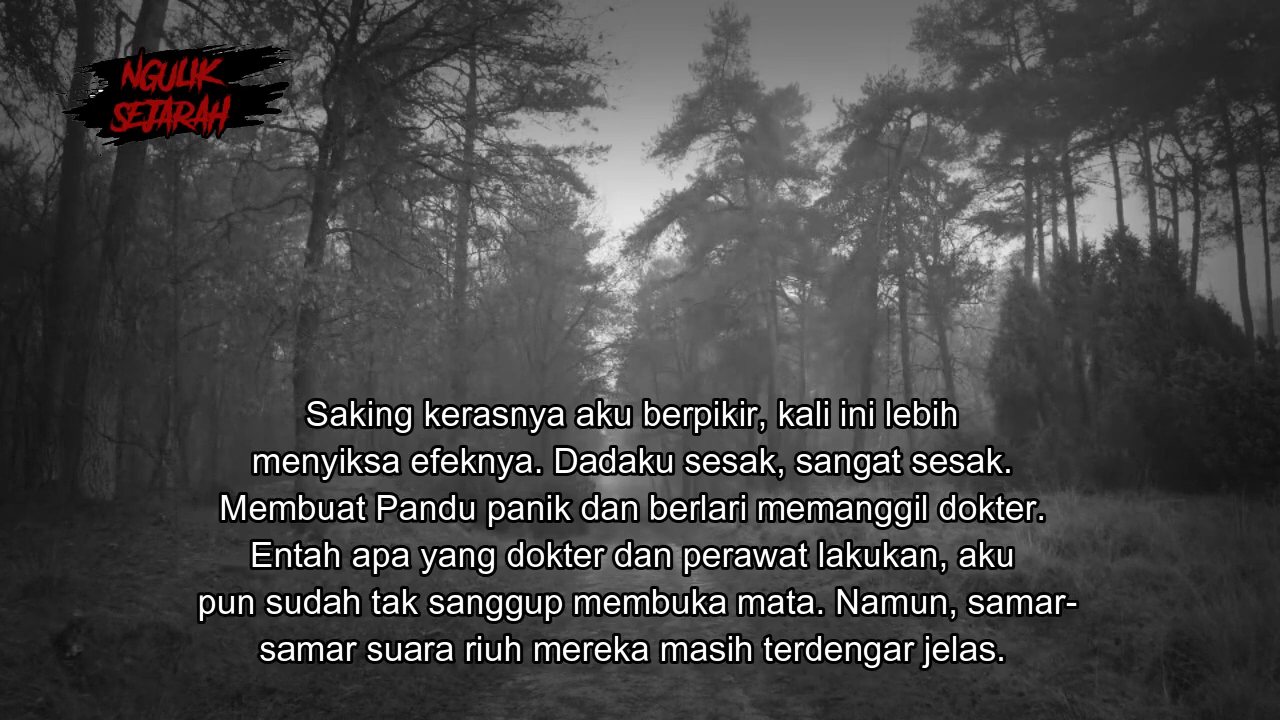 NGULIK
SEJARAH
Saking kerasnya aku berpikir, kali ini lebih
menyiksa efeknya. Dadaku sesak, sangat sesak.
Membuat Pandu panik dan berlari memanggil dokter.
Entah apa yang dokter dan perawat lakukan, aku
pun sudah tak sanggup membuka mata. Namun, samar-
samar suara riuh mereka masih terdengar jelas.